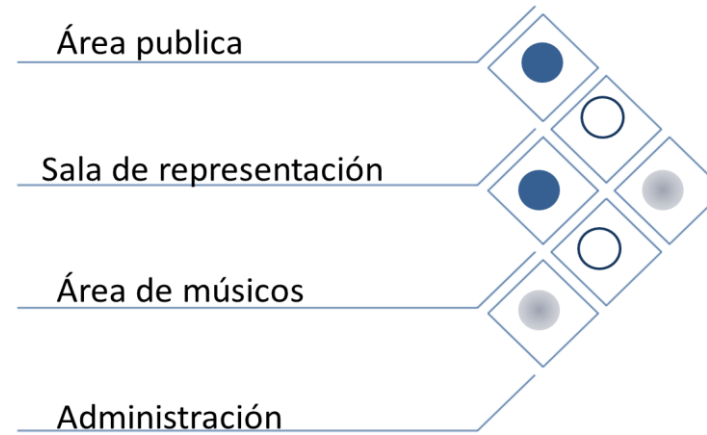 Área publica
Sala de representación
Área de músicos
Administración